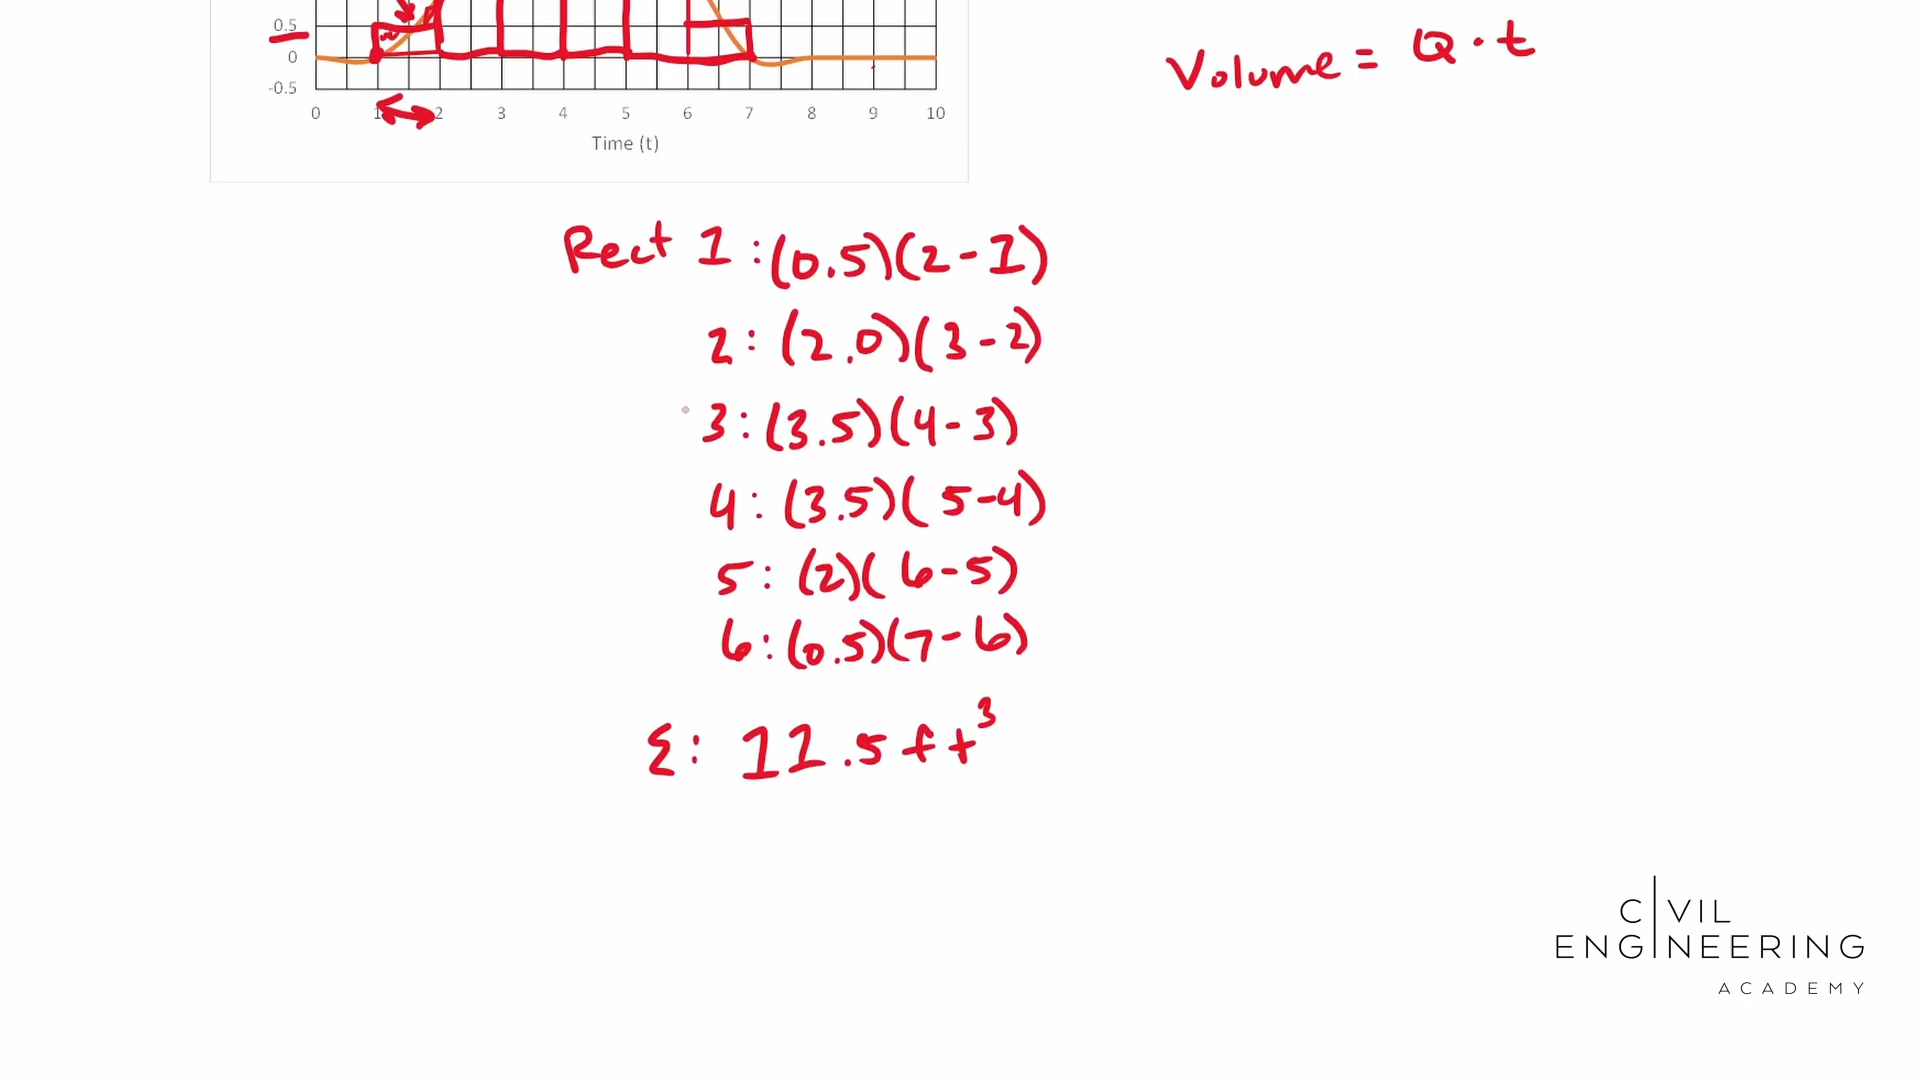 0.5
0
-0.5
0 1 2 3 4 5 6 7 8 9 10
Time (t)
Volume = Q · t
Rect 1 : (0.5)(2-1)
2 : (2.0)(3-2)
3 : (3.5)(4-3)
4 : (3.5)(5-4)
5 : (2)(6-5)
6 : (0.5)(7-6)
Σ : 11.5 ft³
CIVIL
ENGINEERING
ACADEMY